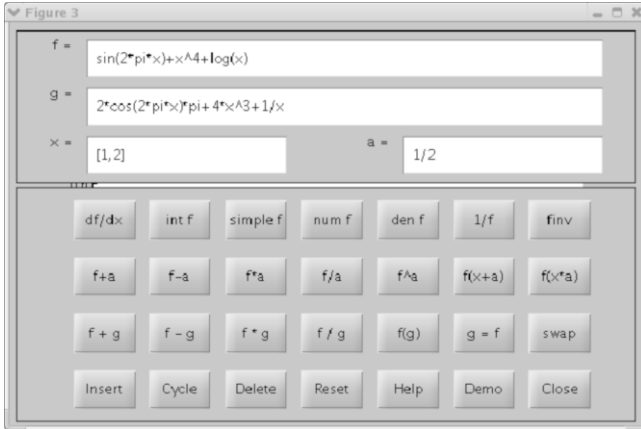 Figure 3
f =
sin(2*pi*x)+x^4+log(x)
g =
2*cos(2*pi*x)*pi+4*x^3+1/x
x =
[1,2]
a =
1/2
df/dx int f simple f num f den f 1/f finv
f+a f-a f*a f/a f^a f(x+a) f(x*a)
f + g f - g f * g f / g f(g) g = f swap
Insert Cycle Delete Reset Help Demo Close